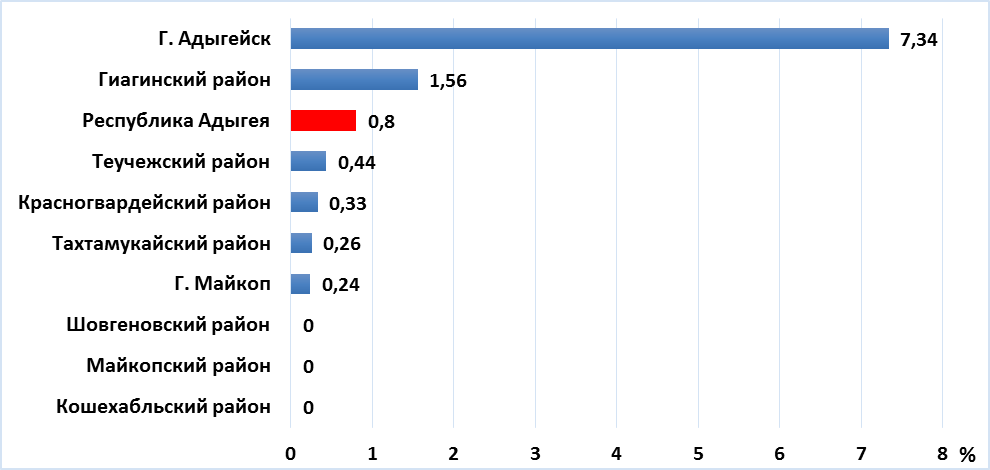 Г. Адыгейск 7,34
Гиагинский район 1,56
Республика Адыгея 0,8
Теучежский район 0,44
Красногвардейский район 0,33
Тахтамукайский район 0,26
Г. Майкоп 0,24
Шовгеновский район 0
Майкопский район 0
Кошехабльский район 0
0 1 2 3 4 5 6 7 8 %